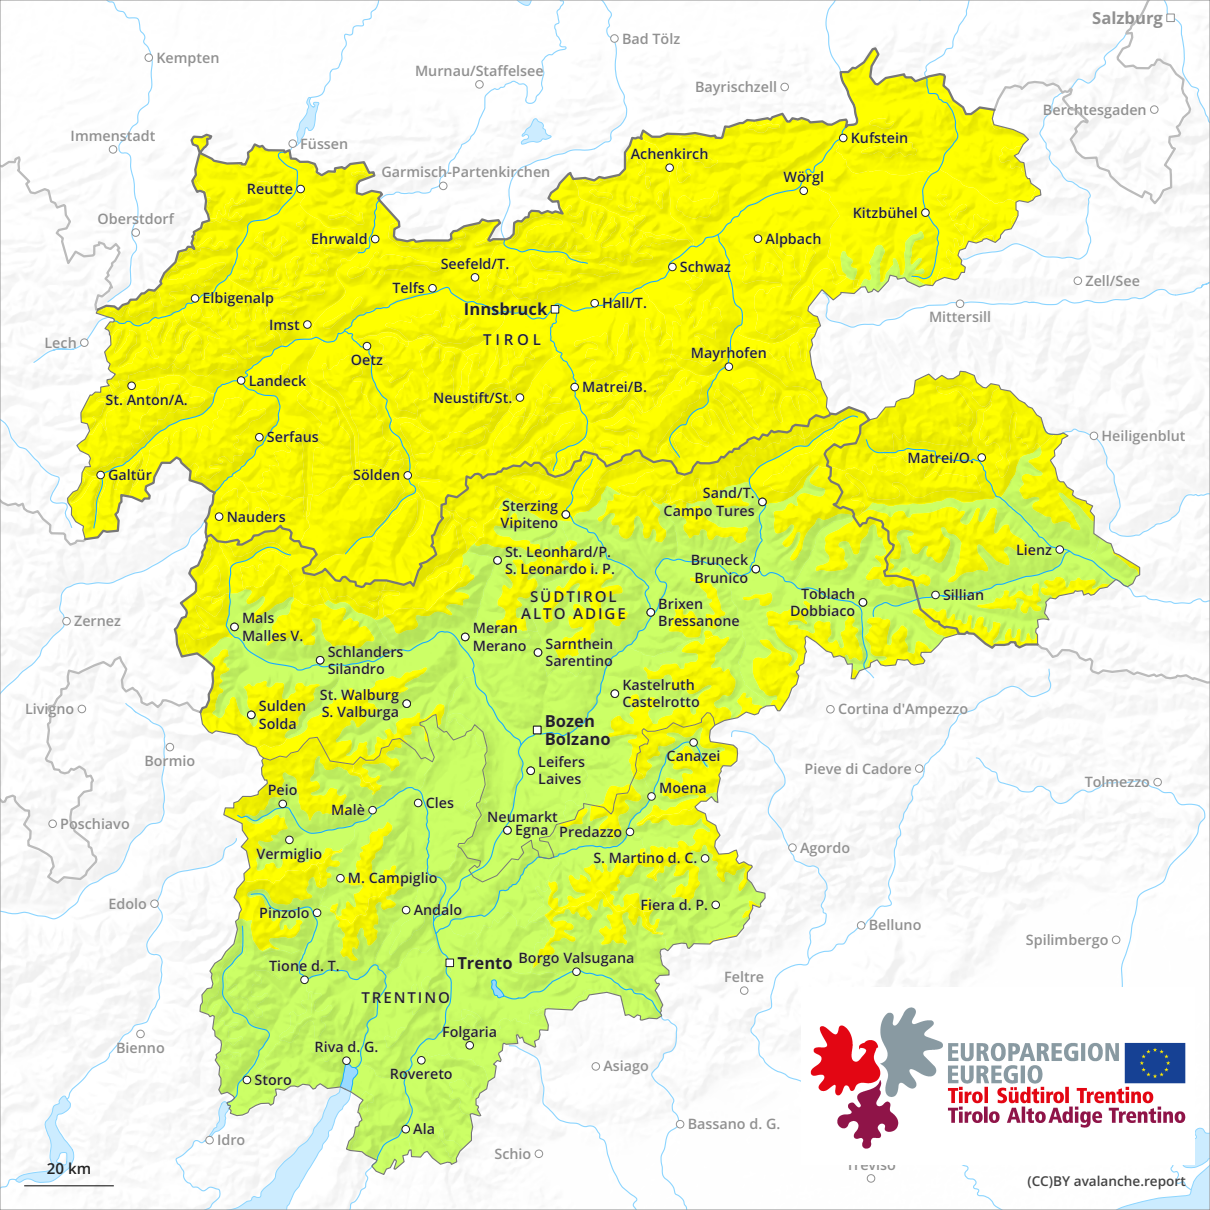 Salzburg
Bad Tölz
Kempten
Murnau/Staffelsee
Bayrischzell
Berchtesgaden
Immenstadt
Kufstein
Füssen
Achenkirch
Garmisch-Partenkirchen
Wörgl
Reutte
Kitzbühel
Oberstdorf
Ehrwald
Alpbach
Seefeld/T.
Schwaz
Zell/See
Telfs
Elbigenalp
Hall/T.
Innsbruck
Mittersill
Imst
TIROL
Lech
Oetz
Mayrhofen
Landeck
Matrei/B.
St. Anton/A.
Neustift/St.
Serfaus
Heiligenblut
Matrei/O.
Galtür
Sölden
Sand/T.
Campo Tures
Sterzing
Vipiteno
Nauders
Lienz
St. Leonhard/P.
S. Leonardo i. P.
Bruneck
Brunico
SÜDTIROL
ALTO ADIGE
Toblach
Dobbiaco
Sillian
Brixen
Bressanone
Zernez
Mals
Malles V.
Meran
Merano
Sarnthein
Sarentino
Schlanders
Silandro
Kastelruth
Castelrotto
St. Walburg
S. Valburga
Sulden
Solda
Livigno
Cortina d'Ampezzo
Bozen
Bolzano
Bormio
Canazei
Leifers
Laives
Pieve di Cadore
Tolmezzo
Peio
Moena
Malè
Cles
Neumarkt
Egna
Predazzo
Poschiavo
Vermiglio
Agordo
S. Martino d. C.
M. Campiglio
Edolo
Pinzolo
Andalo
Fiera d. P.
Belluno
Spilimbergo
Trento
Borgo Valsugana
Tione d. T.
Feltre
TRENTINO
Folgaria
Bienno
Riva d. G.
EUROPAREGION
EUREGIO
Tirol Südtirol Trentino
Tirolo Alto Adige Trentino
Asiago
Rovereto
Storo
Ala
Bassano d. G.
Idro
Schio
Treviso
20 km
(CC)BY avalanche.report